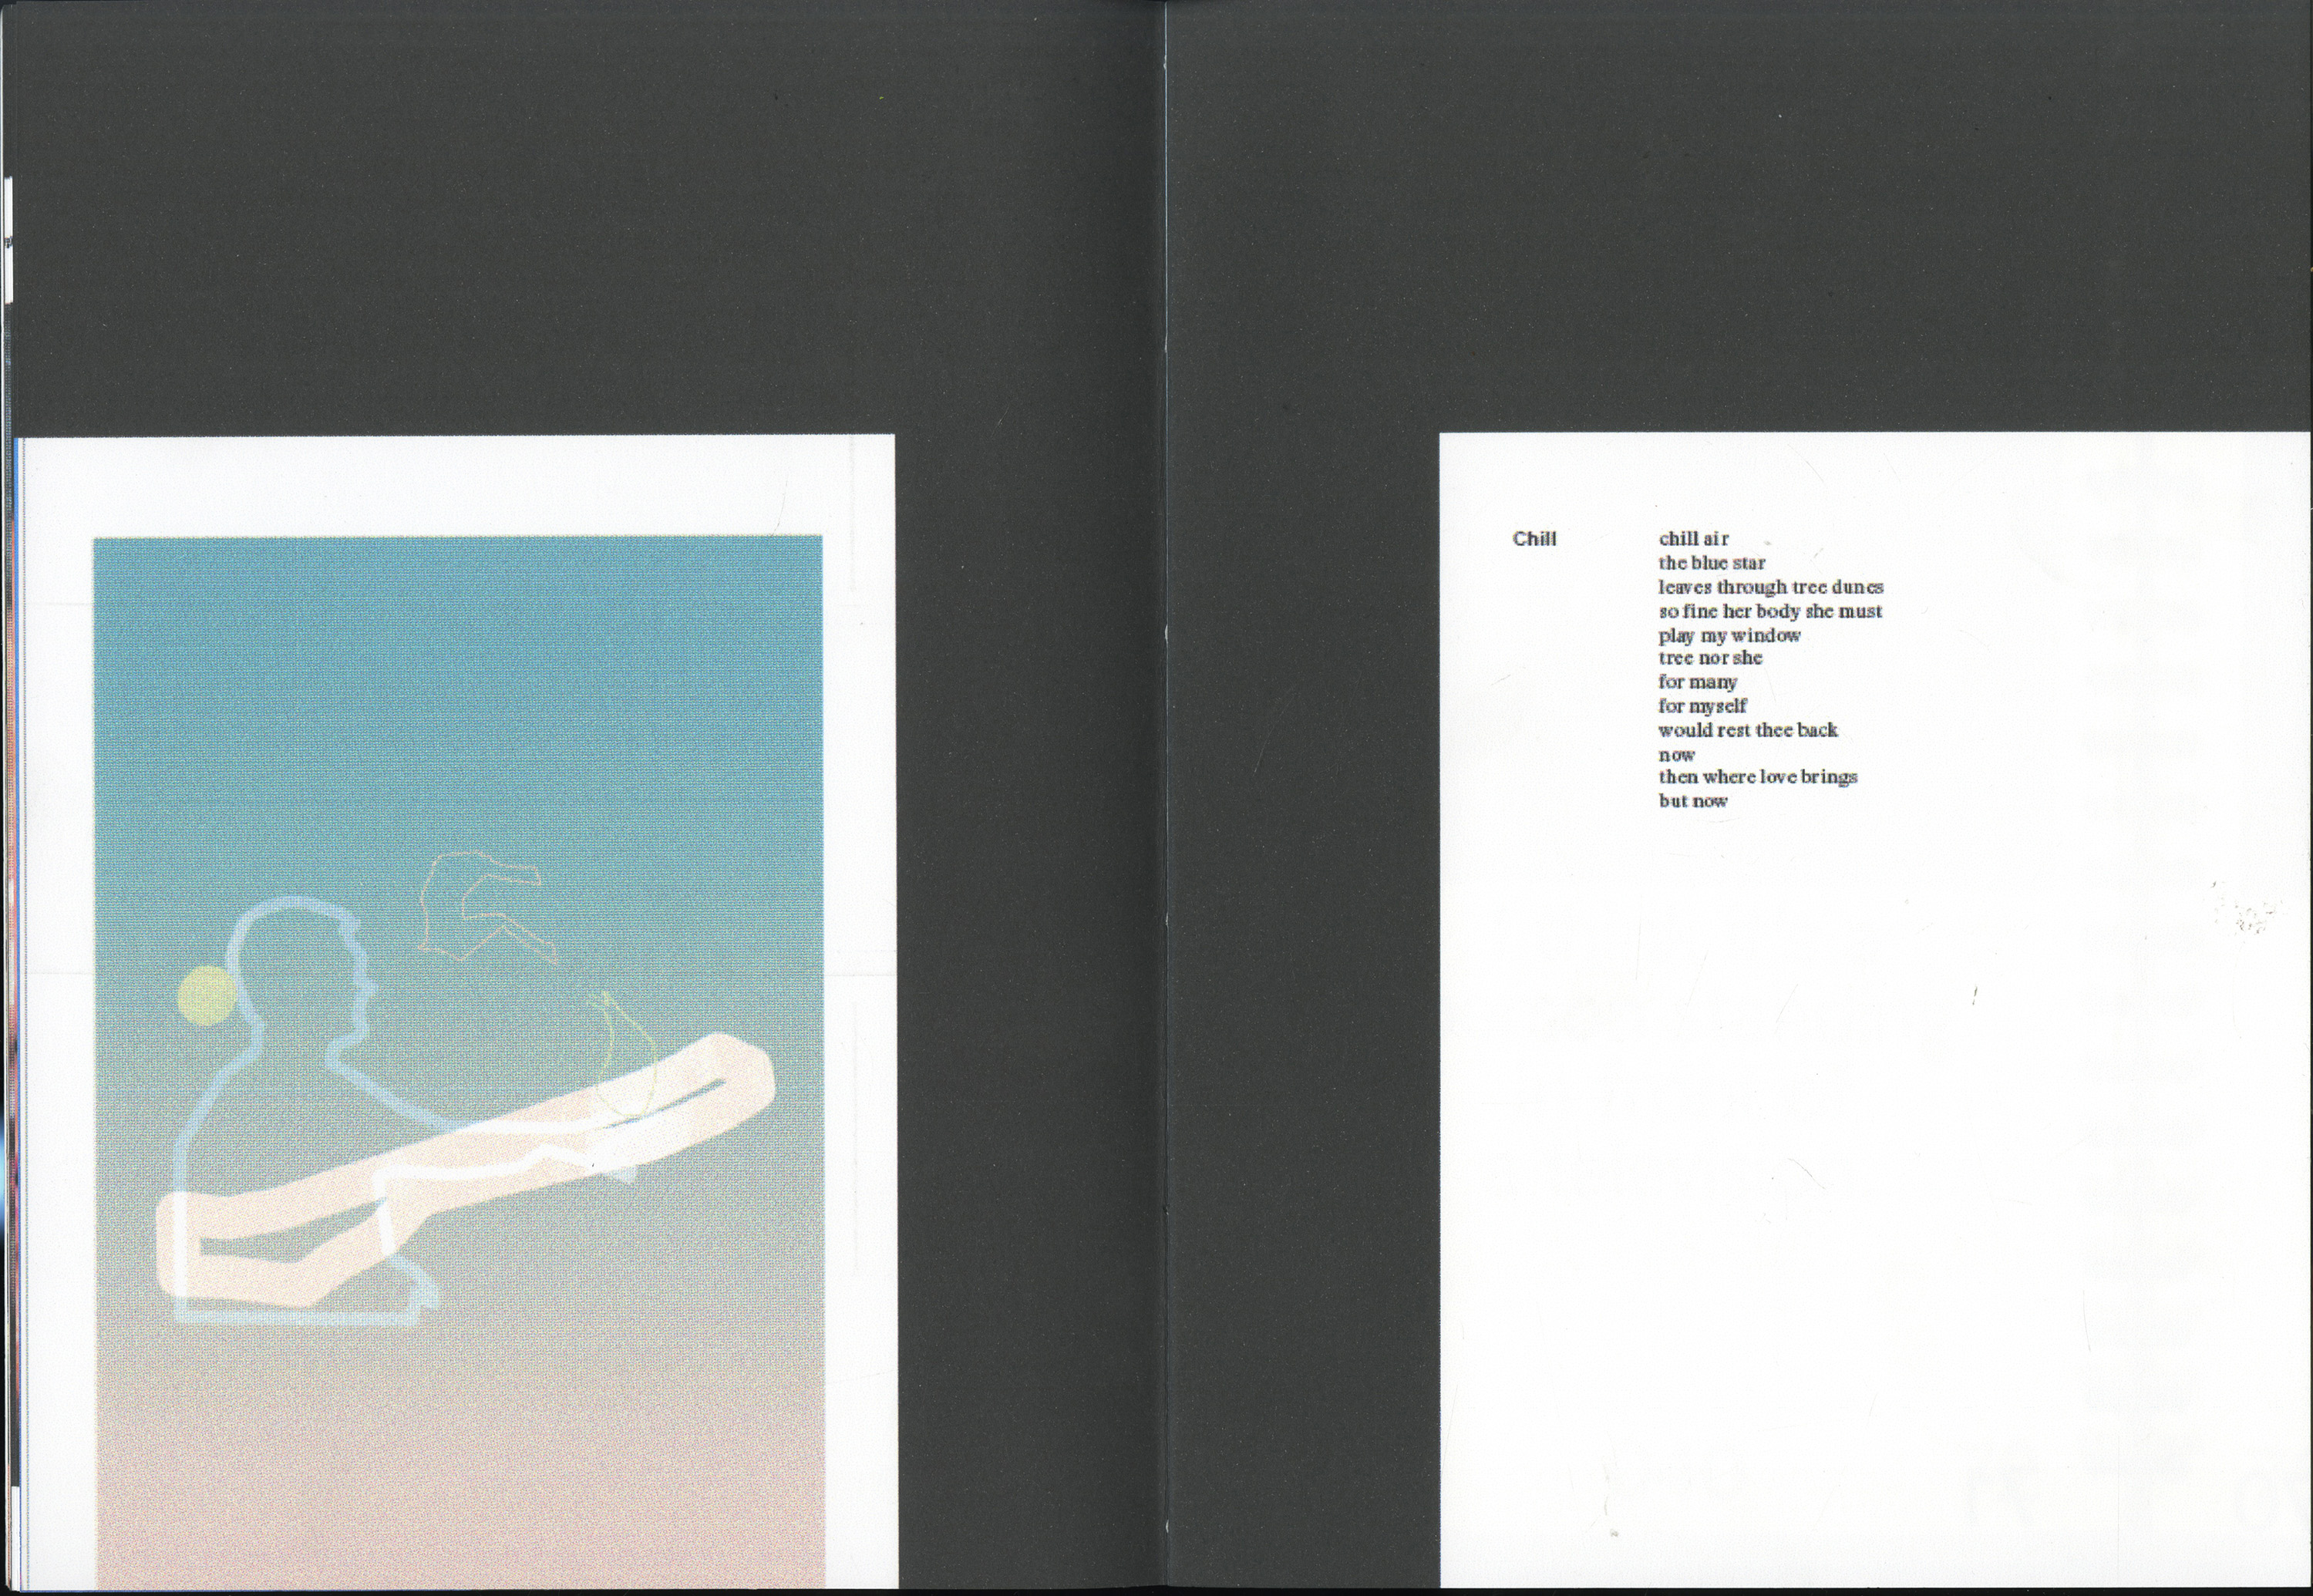 Chill
chill air
the blue star
leaves through tree dunes
so fine her body she must
play my window
tree nor she
for many
for myself
would rest thee back
now
then where love brings
but now